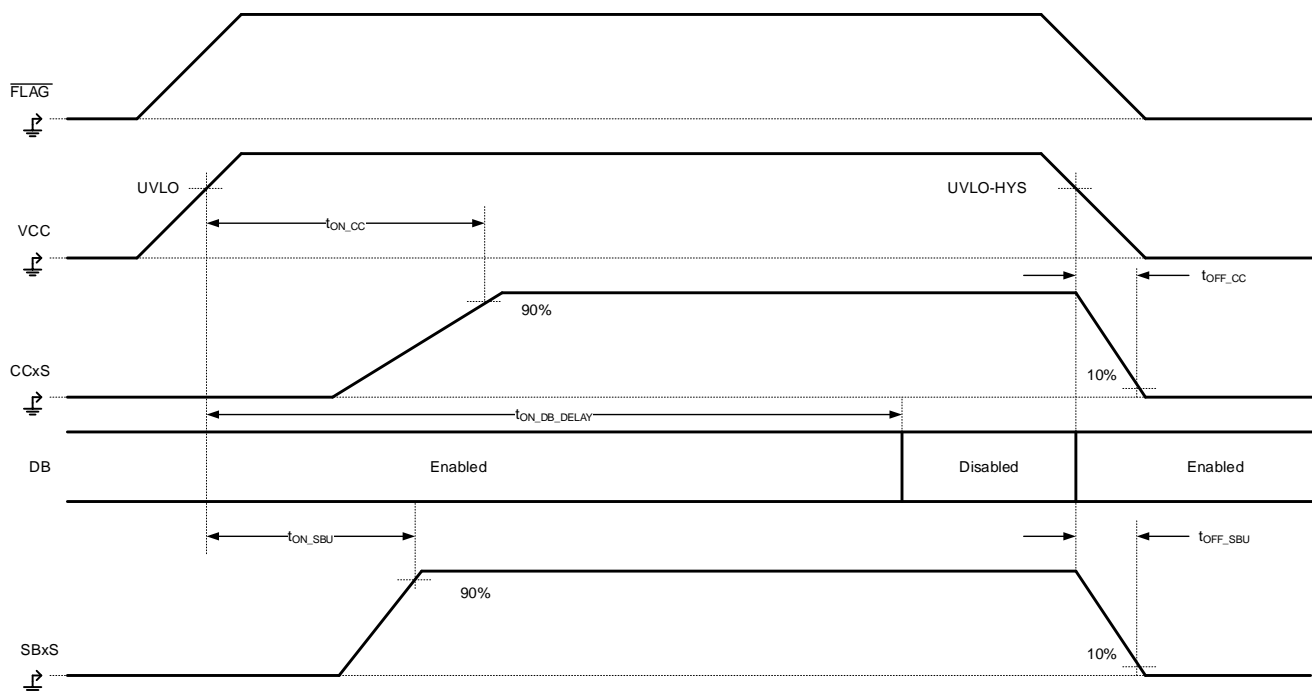 FLAG
UVLO
UVLO-HYS
tON_CC
VCC
tOFF_CC
90%
CCxS
10%
tON_DB_DELAY
DB
Enabled
Disabled
Enabled
tON_SBU
tOFF_SBU
90%
SBxS
10%